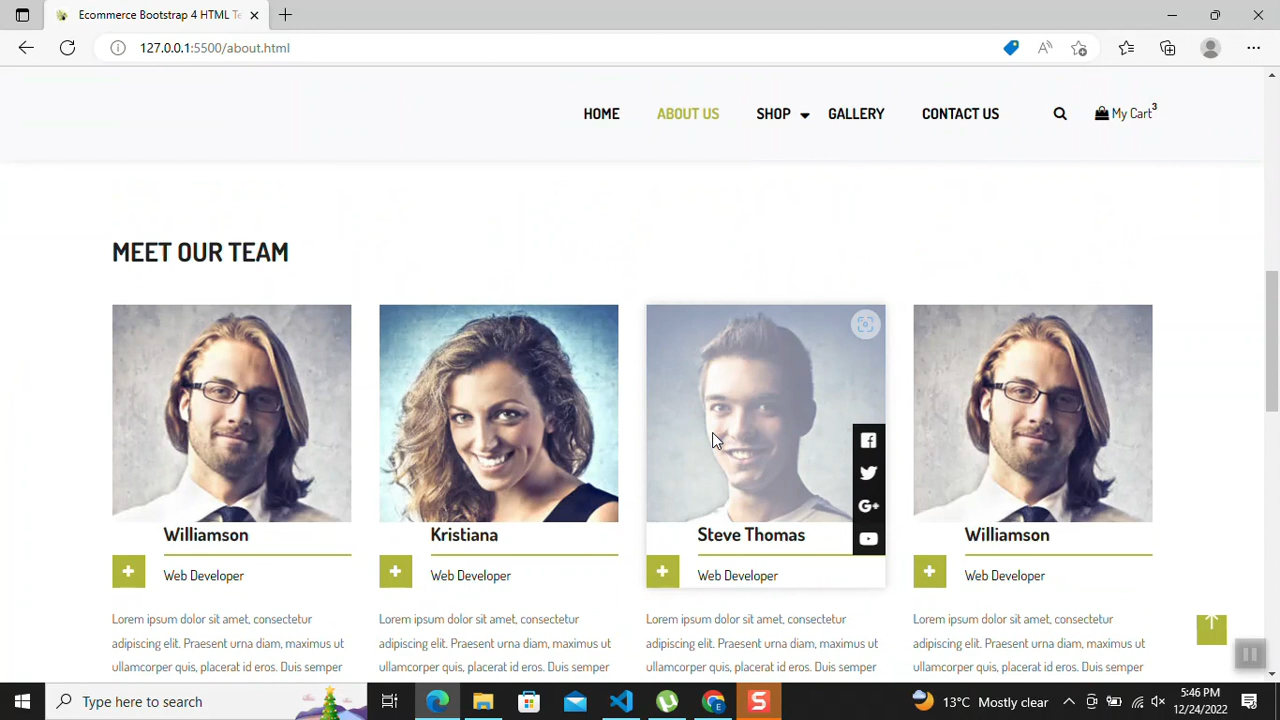 Ecommerce Bootstrap 4 HTML Te
127.0.0.1:5500/about.html
HOME ABOUT US SHOP GALLERY CONTACT US My Cart 3
MEET OUR TEAM
Williamson Kristiana Steve Thomas Williamson
Web Developer Web Developer Web Developer Web Developer
Lorem ipsum dolor sit amet, consectetur
adipiscing elit. Praesent urna diam, maximus ut
ullamcorper quis, placerat id eros. Duis semper
Lorem ipsum dolor sit amet, consectetur
adipiscing elit. Praesent urna diam, maximus ut
ullamcorper quis, placerat id eros. Duis semper
Lorem ipsum dolor sit amet, consectetur
adipiscing elit. Praesent urna diam, maximus ut
ullamcorper quis, placerat id eros. Duis semper
Lorem ipsum dolor sit amet, consectetur
adipiscing elit. Praesent urna diam, maximus ut
ullamcorper quis, placerat id eros. Duis semper
Type here to search
13°C Mostly clear
5:46 PM
12/24/2022